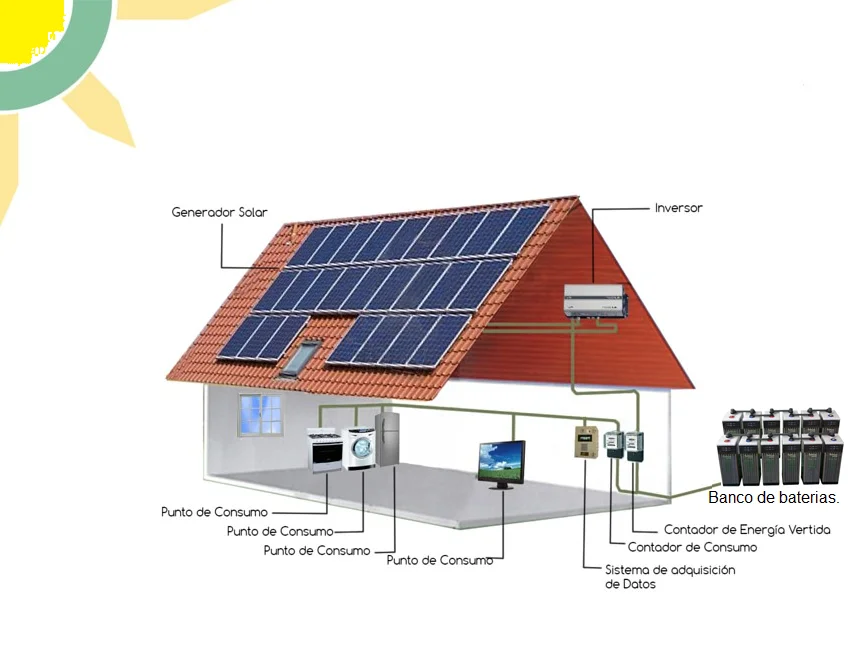 Generador Solar
Inversor
Banco de baterias.
Punto de Consumo
Punto de Consumo
Punto de Consumo
Punto de Consumo
Contador de Energía Vertida
Contador de Consumo
Sistema de adquisición
de Datos